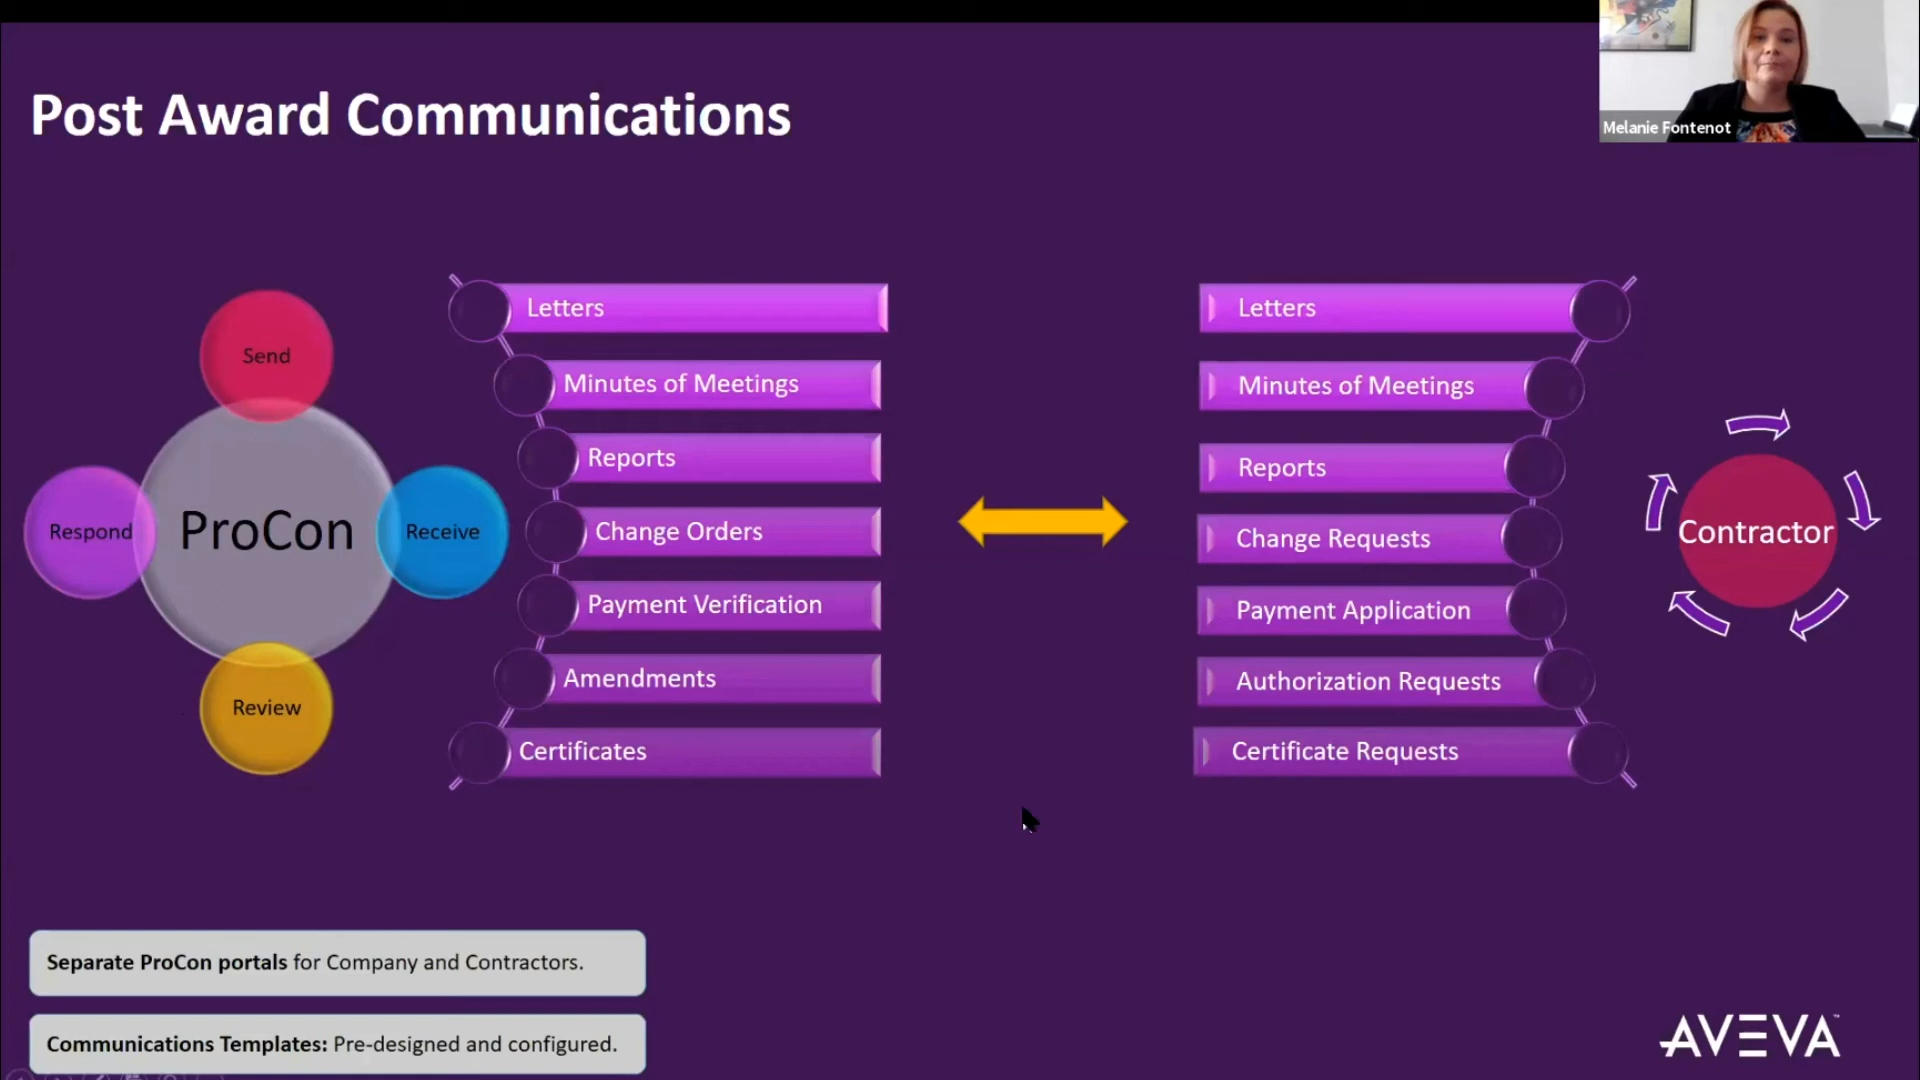 Post Award Communications
Melanie Fontenot
Send
Respond
ProCon
Receive
Review
Letters
Minutes of Meetings
Reports
Change Orders
Payment Verification
Amendments
Certificates
Letters
Minutes of Meetings
Reports
Change Requests
Payment Application
Authorization Requests
Certificate Requests
Contractor
Separate ProCon portals for Company and Contractors.
Communications Templates: Pre-designed and configured.
AVEVA™